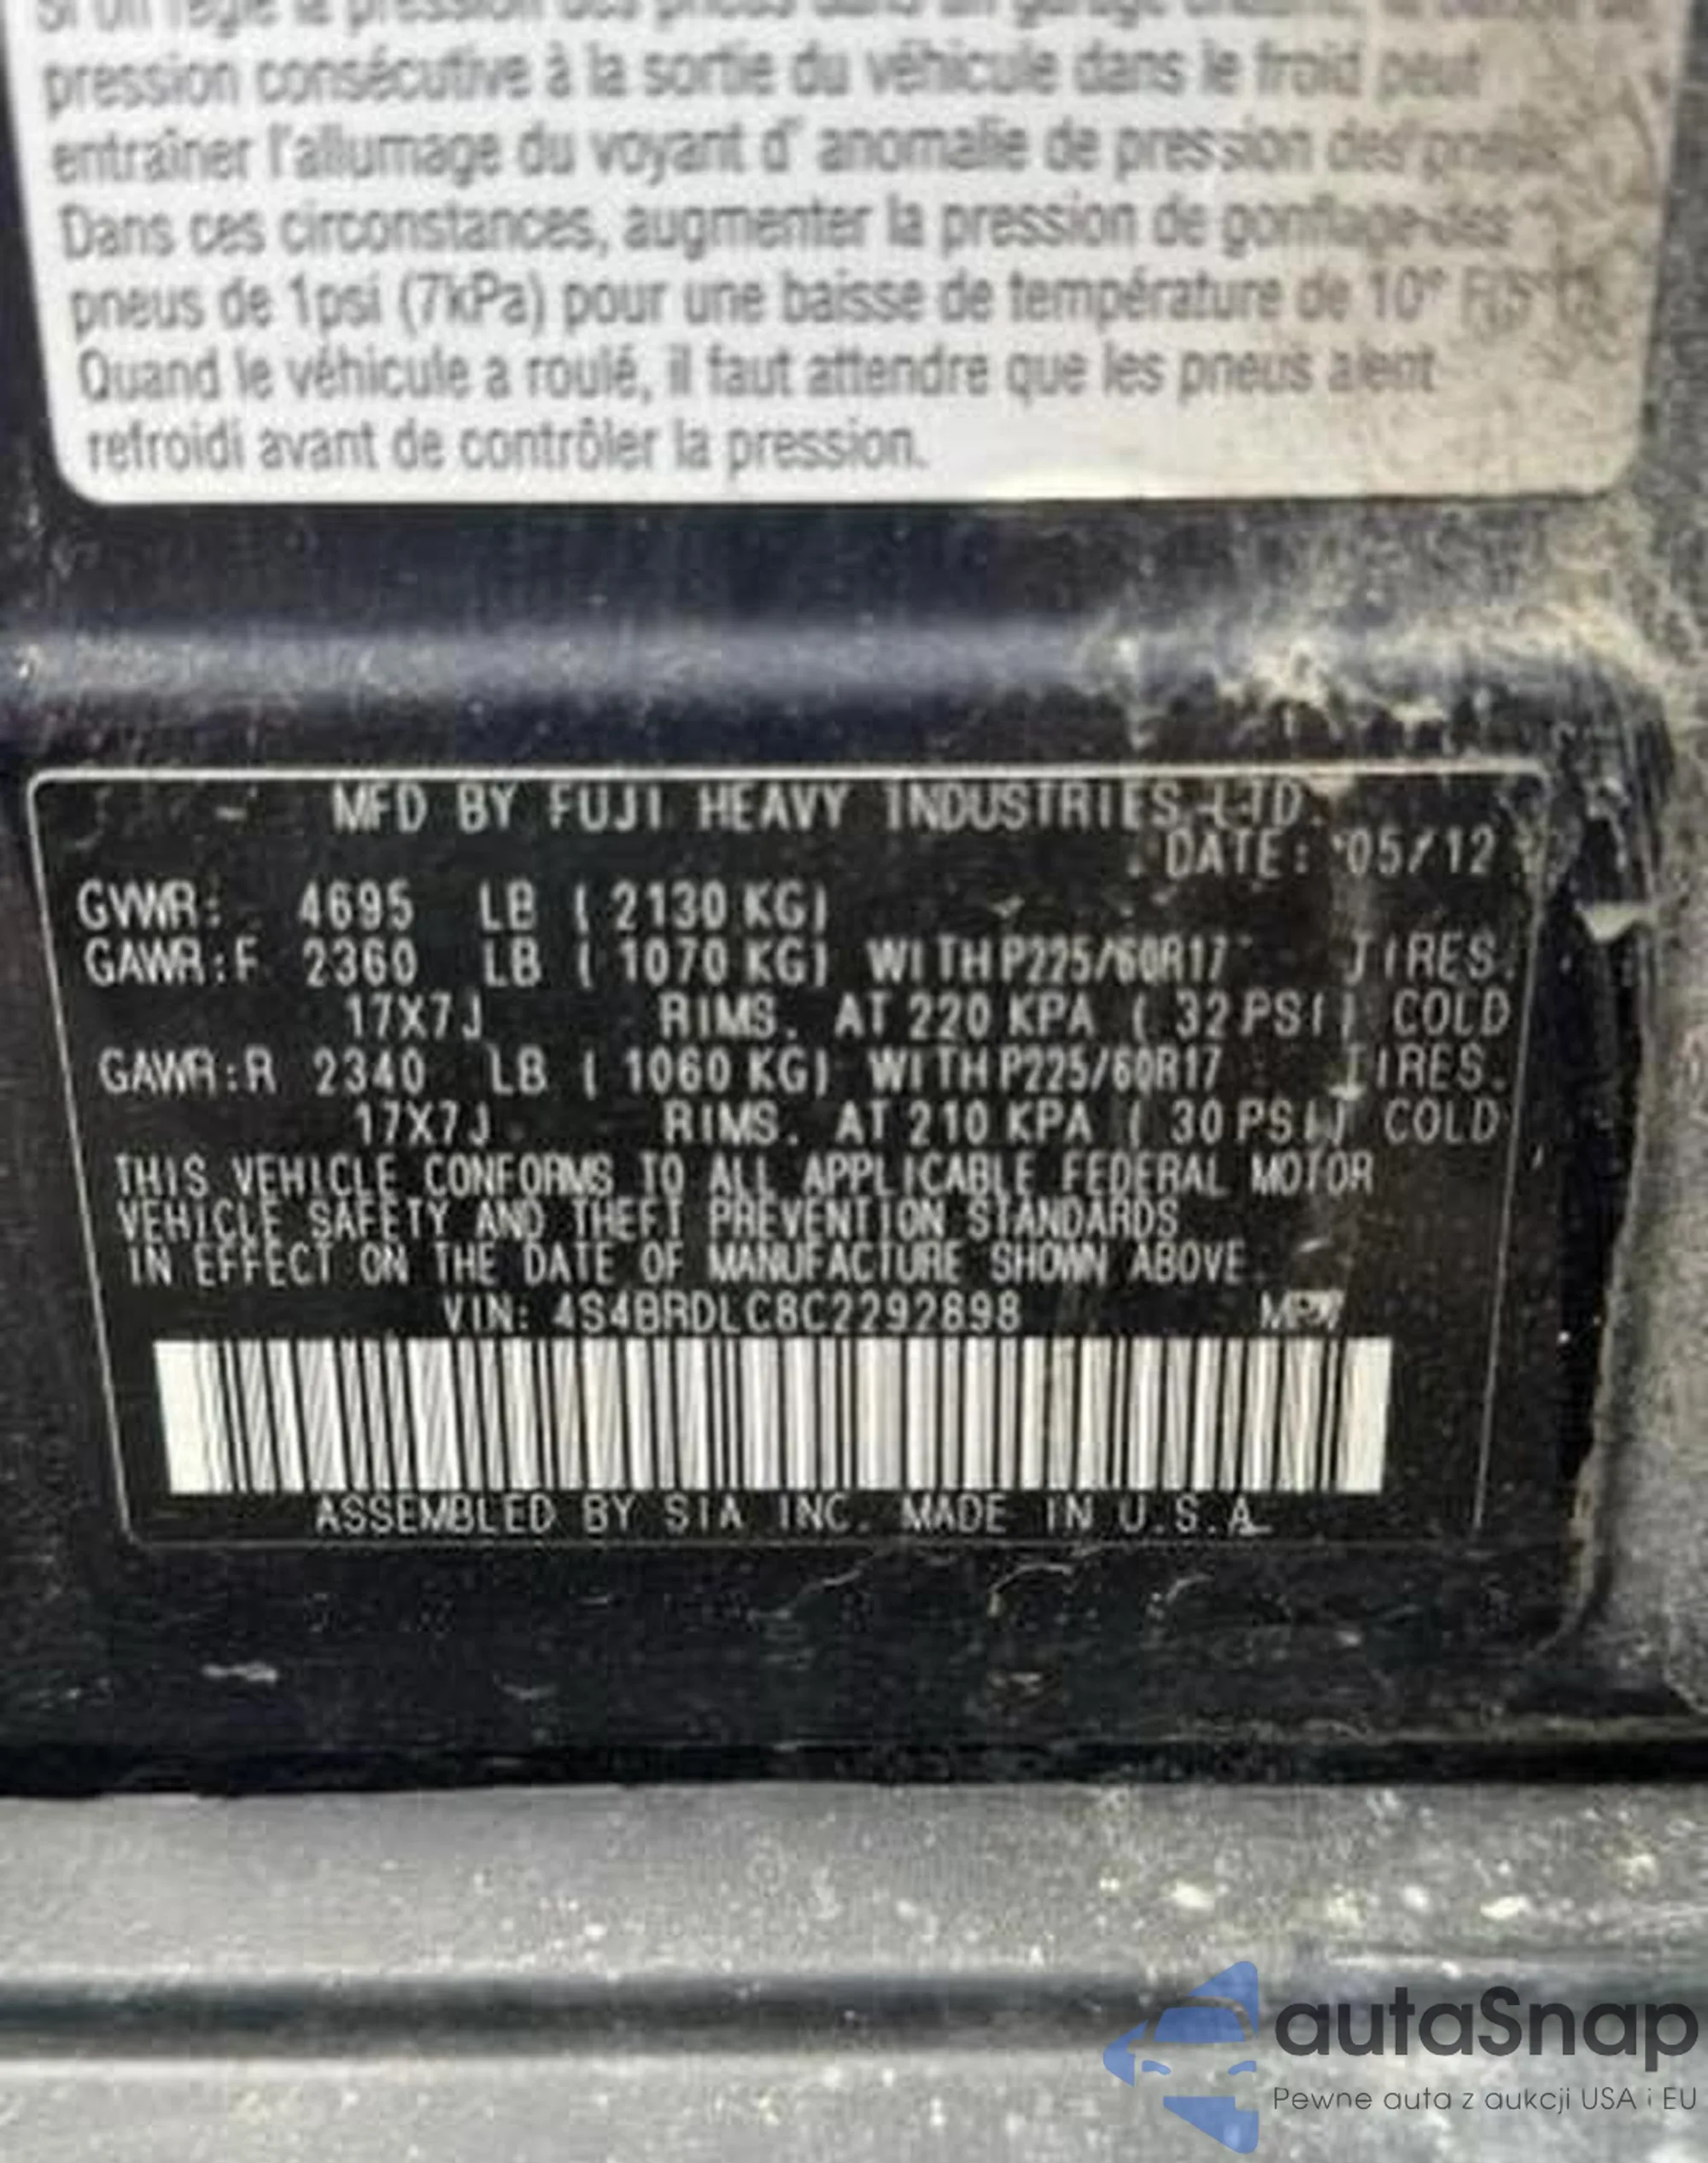 pression consécutive à la sortie du véhicule dans le froid peut
entraîner l'allumage du voyant d' anomalie de pression des pneus.
Dans ces circonstances, augmenter la pression de gonflage des
pneus de 1psi (7kPa) pour une baisse de température de 10°
Quand le véhicule a roulé, il faut attendre que les pneus aient
refroidi avant de contrôler la pression.
MFD BY FUJI HEAVY INDUSTRIES LTD.
DATE: 05/12
GVWR: 4695 LB ( 2130 KG)
GAWR:F 2360 LB ( 1070 KG) WITH P225/60R17 TIRES.
17X7J RIMS. AT 220 KPA ( 32 PSI) COLD
GAWR:R 2340 LB ( 1060 KG) WITH P225/60R17 TIRES.
17X7J RIMS. AT 210 KPA ( 30 PSI) COLD
THIS VEHICLE CONFORMS TO ALL APPLICABLE FEDERAL MOTOR
VEHICLE SAFETY AND THEFT PREVENTION STANDARDS
IN EFFECT ON THE DATE OF MANUFACTURE SHOWN ABOVE.
VIN: 4S4BRDLC8C2292898 MPV
ASSEMBLED BY SIA INC. MADE IN U.S.A.
autaSnap
Pewne auta z aukcji USA i EU